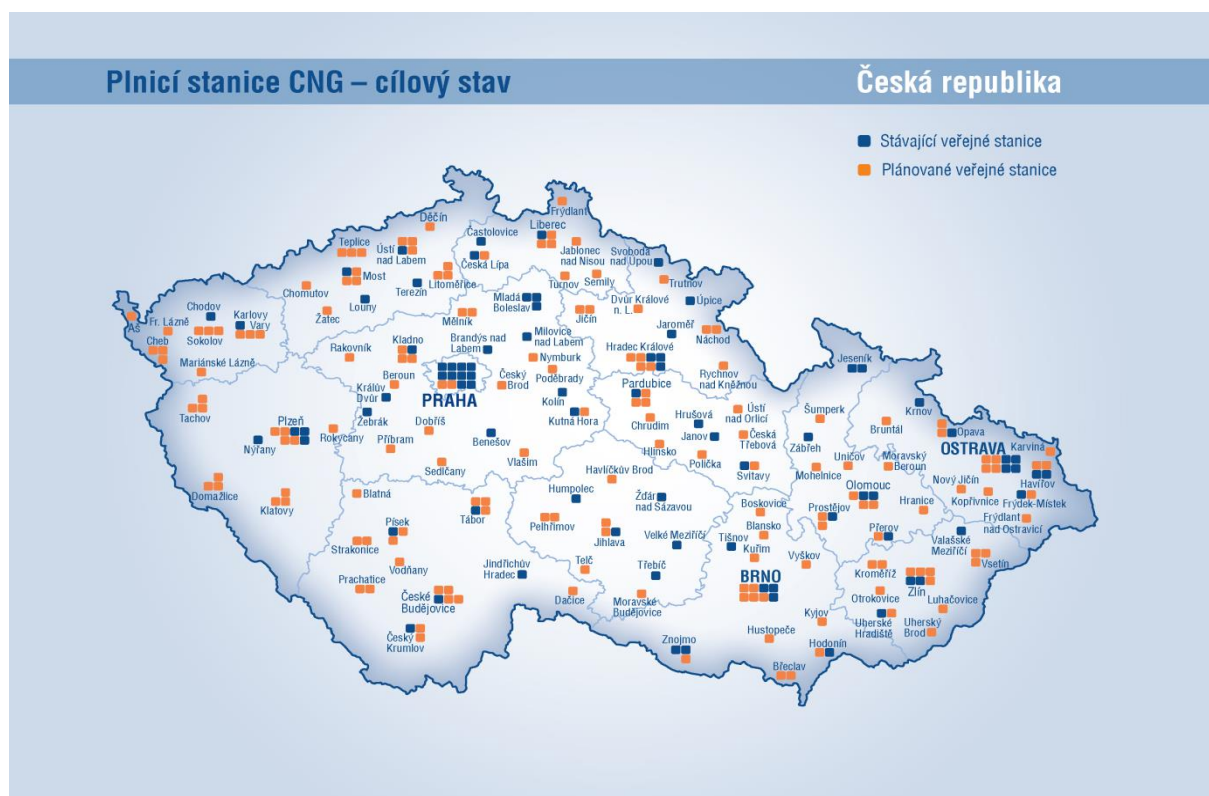 Plnicí stanice CNG – cílový stav
Česká republika
Stávající veřejné stanice
Plánované veřejné stanice
Frýdlant
Děčín
Liberec
Častolovice
Teplice
Ústí
nad Labem
Jablonec
nad Nisou
Svoboda
nad Úpou
Česká Lípa
Most
Litoměřice
Turnov
Semily
Trutnov
Chomutov
Terezín
Louny
Mladá
Boleslav
Dvůr Králové
n. L.
Úpice
Chodov
Karlovy
Vary
Žatec
Mělník
Jičín
Aš
Fr. Lázně
Sokolov
Cheb
Kladno
Brandýs nad
Labem
Milovice
nad Labem
Jaroměř
Náchod
Mariánské Lázně
Rakovník
Nymburk
Hradec Králové
Jeseník
Beroun
Český
Brod
Poděbrady
Rychnov
nad Kněžnou
Králův
Dvůr
PRAHA
Kolín
Pardubice
Tachov
Žebrák
Kutná Hora
Hrušová
Ústí
nad Orlicí
Šumperk
Krnov
Plzeň
Dobříš
Chrudim
Bruntál
Opava
Nýřany
Rokycany
Příbram
Benešov
Janov
Česká
Třebová
Zábřeh
OSTRAVA
Karviná
Hlinsko
Uničov
Moravský
Beroun
Sedlčany
Vlašim
Polička
Svitavy
Mohelnice
Havířov
Havlíčkův Brod
Nový Jičín
Domažlice
Klatovy
Blatná
Humpolec
Žďár
nad Sázavou
Olomouc
Kopřivnice
Frýdek-Místek
Tábor
Boskovice
Prostějov
Hranice
Písek
Pelhřimov
Blansko
Frýdlant
nad Ostravicí
Jihlava
Velké Meziříčí
Tišnov
Přerov
Valašské
Meziříčí
Strakonice
Kuřim
Vyškov
Vsetín
Vodňany
Jindřichův
Hradec
Telč
Třebíč
Kroměříž
Prachatice
BRNO
Zlín
České
Budějovice
Otrokovice
Luhačovice
Dačice
Moravské
Budějovice
Kyjov
Uherské
Hradiště
Uherský
Brod
Český
Krumlov
Hustopeče
Znojmo
Hodonín
Břeclav